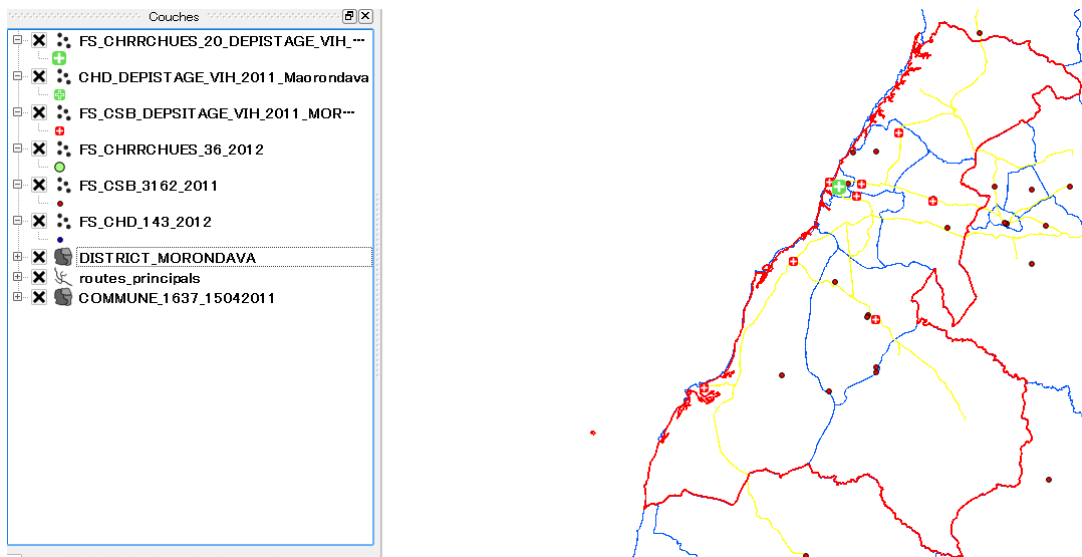 Couches
FS_CHRRCHUES_20_DEPISTAGE_VIH_···
CHD_DEPISTAGE_VIH_2011_Maorondava
FS_CSB_DEPSITAGE_VIH_2011_MOR···
FS_CHRRCHUES_36_2012
FS_CSB_3162_2011
FS_CHD_143_2012
DISTRICT_MORONDAVA
routes_principals
COMMUNE_1637_15042011